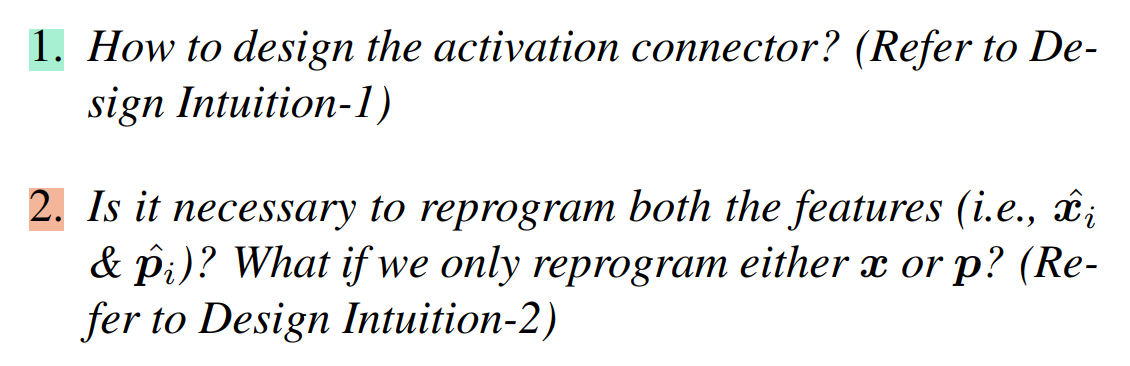 1. How to design the activation connector? (Refer to De-
sign Intuition-1)
2. Is it necessary to reprogram both the features (i.e., x̂ᵢ
& p̂ᵢ)? What if we only reprogram either x or p? (Re-
fer to Design Intuition-2)